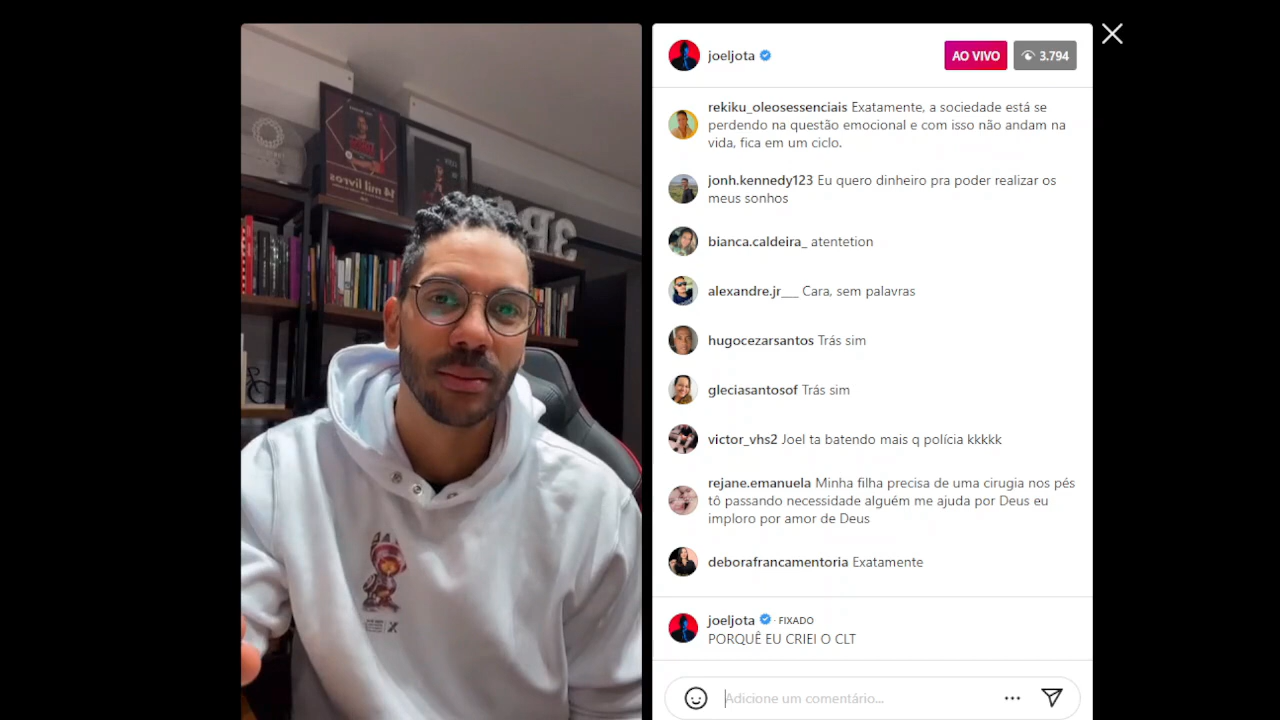 14 mil livros
joeljota
AO VIVO
3.794
rekiku_oleosessenciais Exatamente, a sociedade está se
perdendo na questão emocional e com isso não andam na
vida, fica em um ciclo.
jonh.kennedy123 Eu quero dinheiro pra poder realizar os
meus sonhos
bianca.caldeira_ atentetion
alexandre.jr___ Cara, sem palavras
hugocezarsantos Trás sim
gleciasantosof Trás sim
victor_vhs2 Joel ta batendo mais q polícia kkkkk
rejane.emanuela Minha filha precisa de uma cirugia nos pés
tô passando necessidade alguém me ajuda por Deus eu
imploro por amor de Deus
deborafrancamentoria Exatamente
joeljota · FIXADO
PORQUÊ EU CRIEI O CLT
Adicione um comentário...